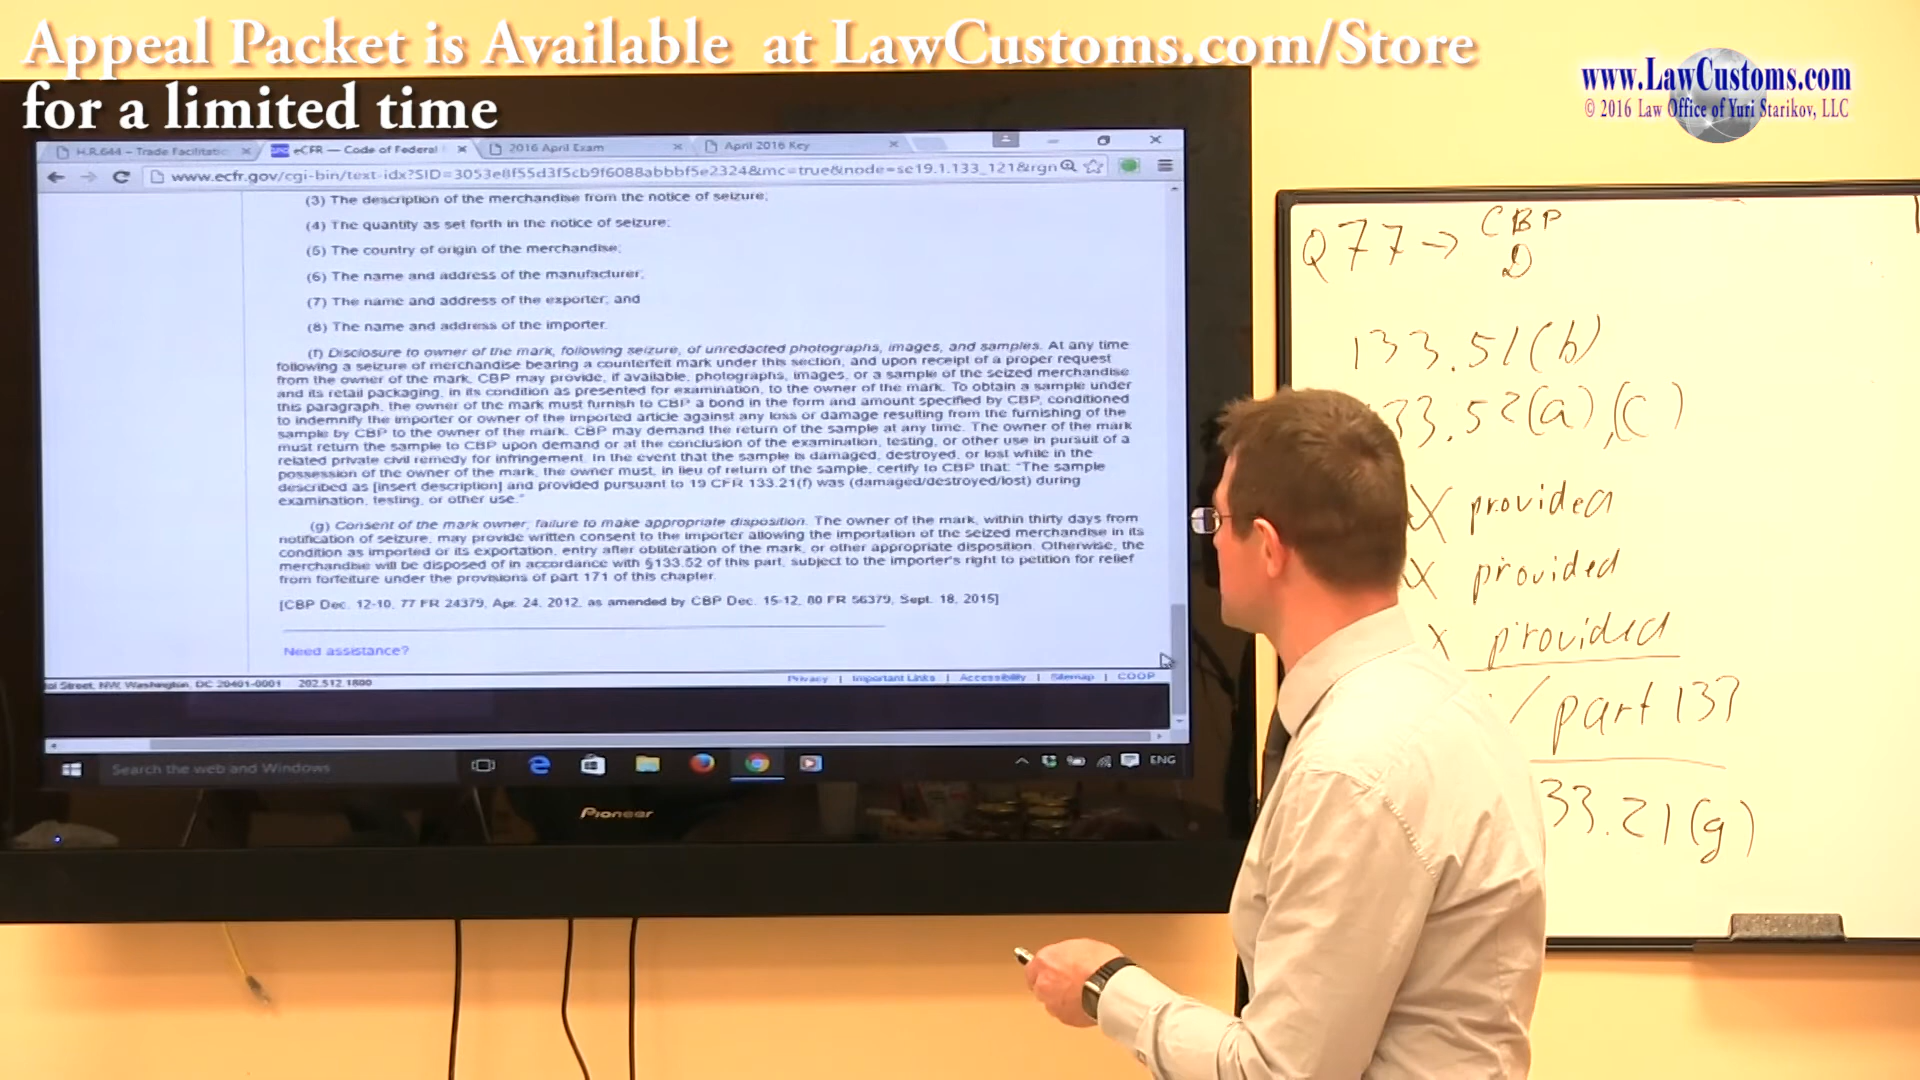 Appeal Packet is Available at LawCustoms.com/Store
for a limited time
www.LawCustoms.com
© 2016 Law Office of Yuri Starikov, LLC
H.R.644 – Trade Facilitatio
eCFR — Code of Federal
2016 April Exam
April 2016 Key
www.ecfr.gov/cgi-bin/text-idx?SID=3053e8f55d3f5cb9f6088abbbf5e2324&mc=true&node=se19.1.133_121&rgn
(3) The description of the merchandise from the notice of seizure;
(4) The quantity as set forth in the notice of seizure;
(5) The country of origin of the merchandise;
(6) The name and address of the manufacturer;
(7) The name and address of the exporter; and
(8) The name and address of the importer.
(f) Disclosure to owner of the mark, following seizure, of unredacted photographs, images, and samples. At any time
following a seizure of merchandise bearing a counterfeit mark under this section, and upon receipt of a proper request
from the owner of the mark, CBP may provide, if available, photographs, images, or a sample of the seized merchandise
and its retail packaging, in its condition as presented for examination, to the owner of the mark. To obtain a sample under
this paragraph, the owner of the mark must furnish to CBP a bond in the form and amount specified by CBP, conditioned
to indemnify the importer or owner of the imported article against any loss or damage resulting from the furnishing of the
sample by CBP to the owner of the mark. CBP may demand the return of the sample at any time. The owner of the mark
must return the sample to CBP upon demand or at the conclusion of the examination, testing, or other use in pursuit of a
related private civil remedy for infringement. In the event that the sample is damaged, destroyed, or lost while in the
possession of the owner of the mark, the owner must, in lieu of return of the sample, certify to CBP that: "The sample
described as [insert description] and provided pursuant to 19 CFR 133.21(f) was (damaged/destroyed/lost) during
examination, testing, or other use."
(g) Consent of the mark owner; failure to make appropriate disposition. The owner of the mark, within thirty days from
notification of seizure, may provide written consent to the importer allowing the importation of the seized merchandise in its
condition as imported or its exportation, entry after obliteration of the mark, or other appropriate disposition. Otherwise, the
merchandise will be disposed of in accordance with §133.52 of this part, subject to the importer's right to petition for relief
from forfeiture under the provisions of part 171 of this chapter.
[CBP Dec. 12-10, 77 FR 24379, Apr. 24, 2012, as amended by CBP Dec. 15-12, 80 FR 56379, Sept. 18, 2015]
Need assistance?
ol Street, NW, Washington, DC 20401-0001 202.512.1800
Privacy | Important Links | Accessibility | Sitemap | COOP
Search the web and Windows
ENG
Pioneer
Q77 → CBP
D
133.51(b)
33.52(a),(c)
X provided
X provided
X provided
/ part 133
33.21(g)